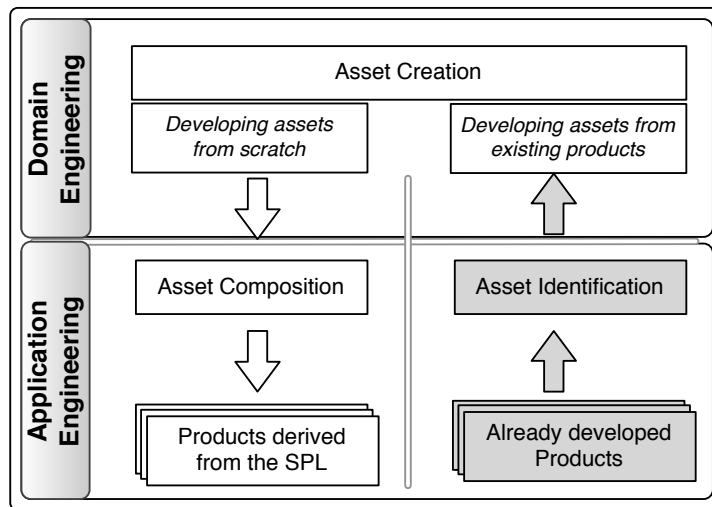 Domain
Engineering
Asset Creation
Developing assets
from scratch
Developing assets from
existing products
Application
Engineering
Asset Composition
Asset Identification
Products derived
from the SPL
Already developed
Products